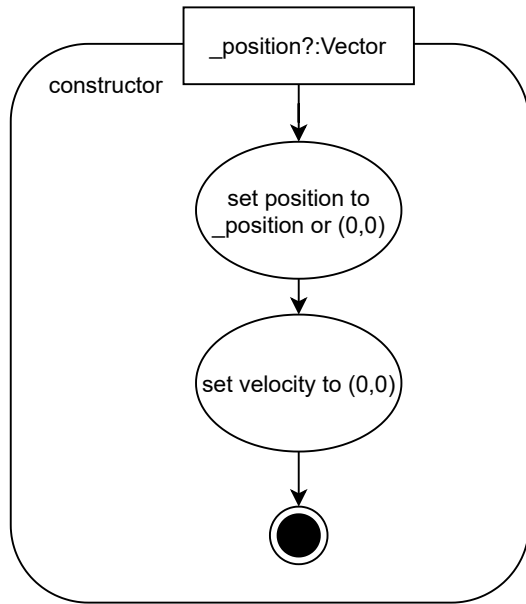 _position?:Vector
constructor
set position to
_position or (0,0)
set velocity to (0,0)